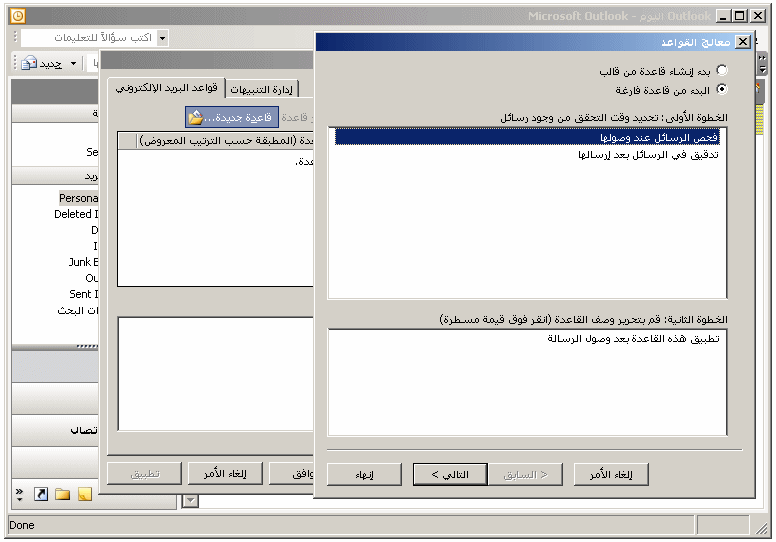 Microsoft Outlook - اليوم Outlook
اكتب سؤالاً للتعليمات
جديد
قواعد البريد الإلكتروني
إدارة التنبيهات
قاعدة جديدة...
قاعدة
(المطبقة حسب الترتيب المعروض)
Persona
Deleted I
D
I
Junk E
Ou
Sent I
ات البحث
تطبيق
إلغاء الأمر
معالج القواعد
بدء إنشاء قاعدة من قالب
البدء من قاعدة فارغة
الخطوة الأولى: تحديد وقت التحقق من وجود رسائل
فحص الرسائل عند وصولها
تدقيق في الرسائل بعد إرسالها
الخطوة الثانية: قم بتحرير وصف القاعدة (انقر فوق قيمة مسطرة)
تطبيق هذه القاعدة بعد وصول الرسالة
إلغاء الأمر
< السابق
التالي >
إنهاء
Done